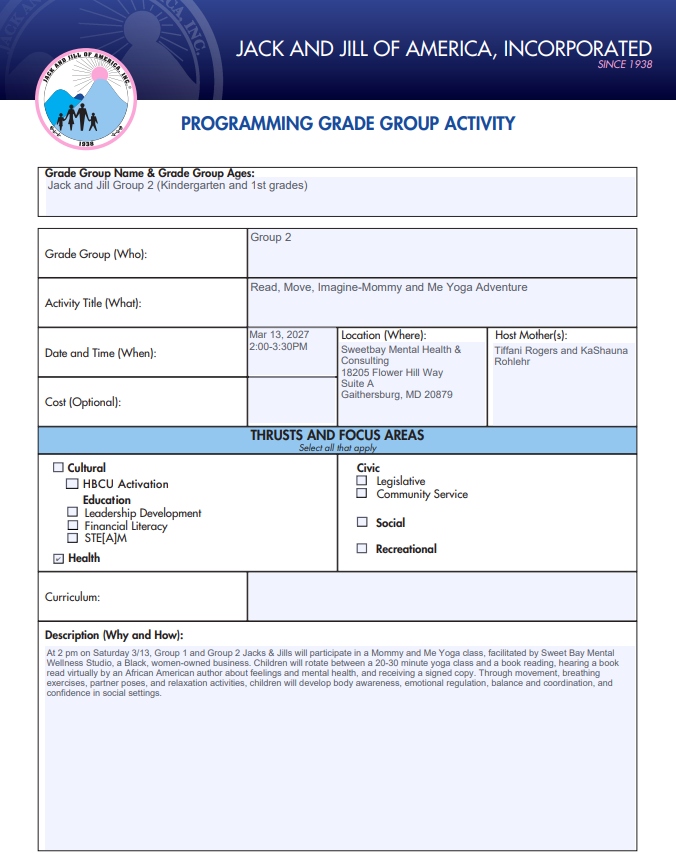 JACK AND JILL OF AMERICA, INCORPORATED
SINCE 1938
JACK AND JILL OF AMERICA, INC.
1938
PROGRAMMING GRADE GROUP ACTIVITY
Grade Group Name & Grade Group Ages:
Jack and Jill Group 2 (Kindergarten and 1st grades)
Grade Group (Who):
Group 2
Activity Title (What):
Read, Move, Imagine-Mommy and Me Yoga Adventure
Date and Time (When):
Mar 13, 2027
2:00-3:30PM
Location (Where):
Sweetbay Mental Health &
Consulting
18205 Flower Hill Way
Suite A
Gaithersburg, MD 20879
Host Mother(s):
Tiffani Rogers and KaShauna
Rohlehr
Cost (Optional):
THRUSTS AND FOCUS AREAS
Select all that apply
Cultural
HBCU Activation
Education
Leadership Development
Financial Literacy
STE[A]M
Health
Civic
Legislative
Community Service
Social
Recreational
Curriculum:
Description (Why and How):
At 2 pm on Saturday 3/13, Group 1 and Group 2 Jacks & Jills will participate in a Mommy and Me Yoga class, facilitated by Sweet Bay Mental
Wellness Studio, a Black, women-owned business. Children will rotate between a 20-30 minute yoga class and a book reading, hearing a book
read virtually by an African American author about feelings and mental health, and receiving a signed copy. Through movement, breathing
exercises, partner poses, and relaxation activities, children will develop body awareness, emotional regulation, balance and coordination, and
confidence in social settings.